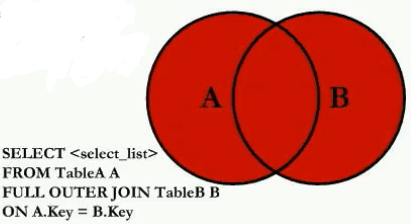 A B
SELECT <select_list>
FROM TableA A
FULL OUTER JOIN TableB B
ON A.Key = B.Key